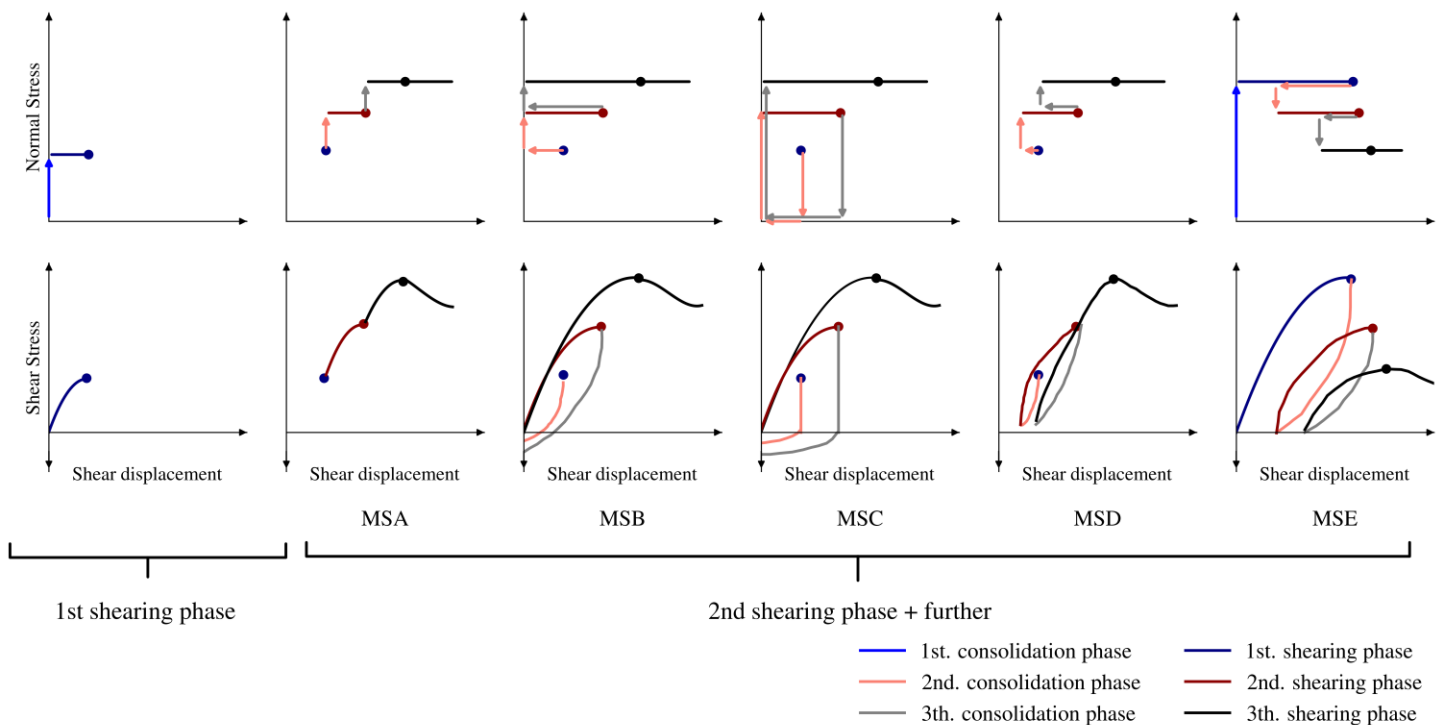 Normal Stress
Shear Stress
Shear displacement
Shear displacement
Shear displacement
Shear displacement
Shear displacement
Shear displacement
MSA
MSB
MSC
MSD
MSE
1st shearing phase
2nd shearing phase + further
1st. consolidation phase
1st. shearing phase
2nd. consolidation phase
2nd. shearing phase
3th. consolidation phase
3th. shearing phase